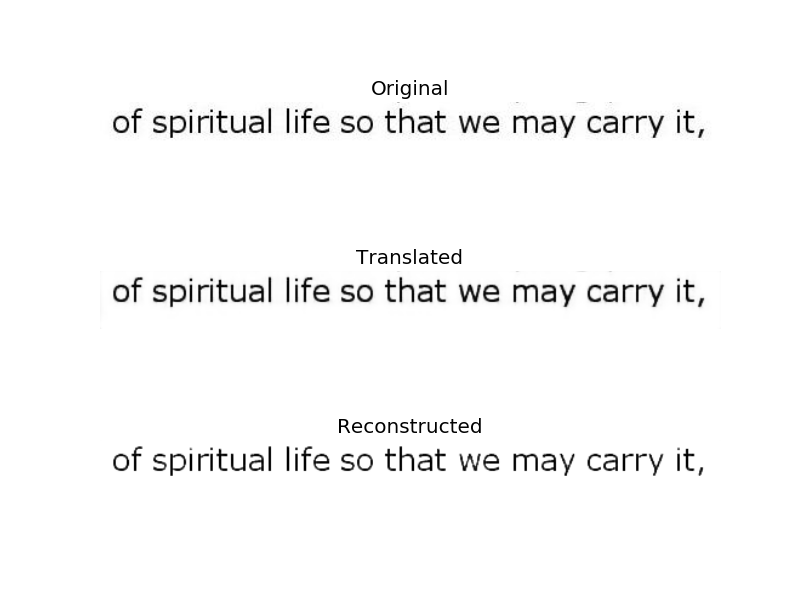 Original
of spiritual life so that we may carry it,
Translated
of spiritual life so that we may carry it,
Reconstructed
of spiritual life so that we may carry it,